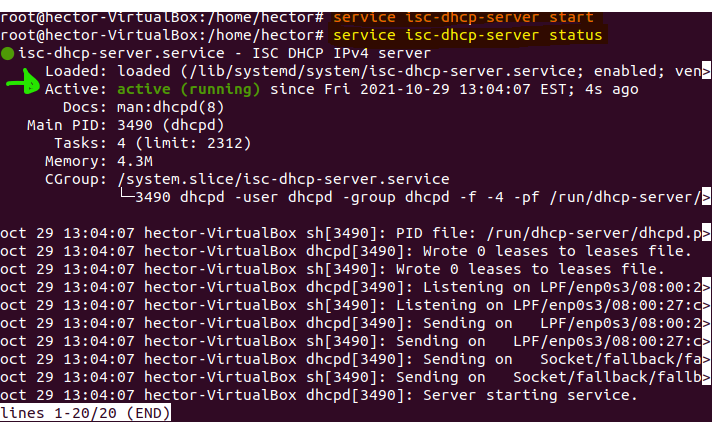 root@hector-VirtualBox:/home/hector# service isc-dhcp-server start
root@hector-VirtualBox:/home/hector# service isc-dhcp-server status
● isc-dhcp-server.service - ISC DHCP IPv4 server
Loaded: loaded (/lib/systemd/system/isc-dhcp-server.service; enabled; ven>
Active: active (running) since Fri 2021-10-29 13:04:07 EST; 4s ago
Docs: man:dhcpd(8)
Main PID: 3490 (dhcpd)
Tasks: 4 (limit: 2312)
Memory: 4.3M
CGroup: /system.slice/isc-dhcp-server.service
└─3490 dhcpd -user dhcpd -group dhcpd -f -4 -pf /run/dhcp-server/>
oct 29 13:04:07 hector-VirtualBox sh[3490]: PID file: /run/dhcp-server/dhcpd.p>
oct 29 13:04:07 hector-VirtualBox dhcpd[3490]: Wrote 0 leases to leases file.
oct 29 13:04:07 hector-VirtualBox sh[3490]: Wrote 0 leases to leases file.
oct 29 13:04:07 hector-VirtualBox dhcpd[3490]: Listening on LPF/enp0s3/08:00:2>
oct 29 13:04:07 hector-VirtualBox sh[3490]: Listening on LPF/enp0s3/08:00:27:c>
oct 29 13:04:07 hector-VirtualBox dhcpd[3490]: Sending on   LPF/enp0s3/08:00:2>
oct 29 13:04:07 hector-VirtualBox sh[3490]: Sending on   LPF/enp0s3/08:00:27:c>
oct 29 13:04:07 hector-VirtualBox dhcpd[3490]: Sending on   Socket/fallback/fa>
oct 29 13:04:07 hector-VirtualBox sh[3490]: Sending on   Socket/fallback/fallb>
oct 29 13:04:07 hector-VirtualBox dhcpd[3490]: Server starting service.
lines 1-20/20 (END)